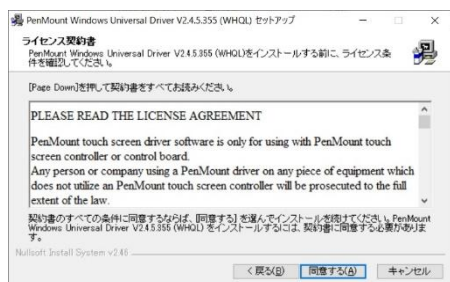 PenMount Windows Universal Driver V2.4.5.355 (WHQL) セットアップ
ライセンス契約書
PenMount Windows Universal Driver V2.4.5.355 (WHQL)をインストールする前に、ライセンス条
件を確認してください。
[Page Down]を押して契約書をすべてお読みください。
PLEASE READ THE LICENSE AGREEMENT
PenMount touch screen driver software is only for using with PenMount touch
screen controller or control board.
Any person or company using a PenMount driver on any piece of equipment which
does not utilize an PenMount touch screen controller will be prosecuted to the full
extent of the law.
契約書のすべての条件に同意するならば、[同意する] を選んでインストールを続けてください。 PenMount
Windows Universal Driver V2.4.5.355 (WHQL) をインストールするには、契約書に同意する必要がありま
す。
Nullsoft Install System v2.46
< 戻る(B)
同意する(A)
キャンセル